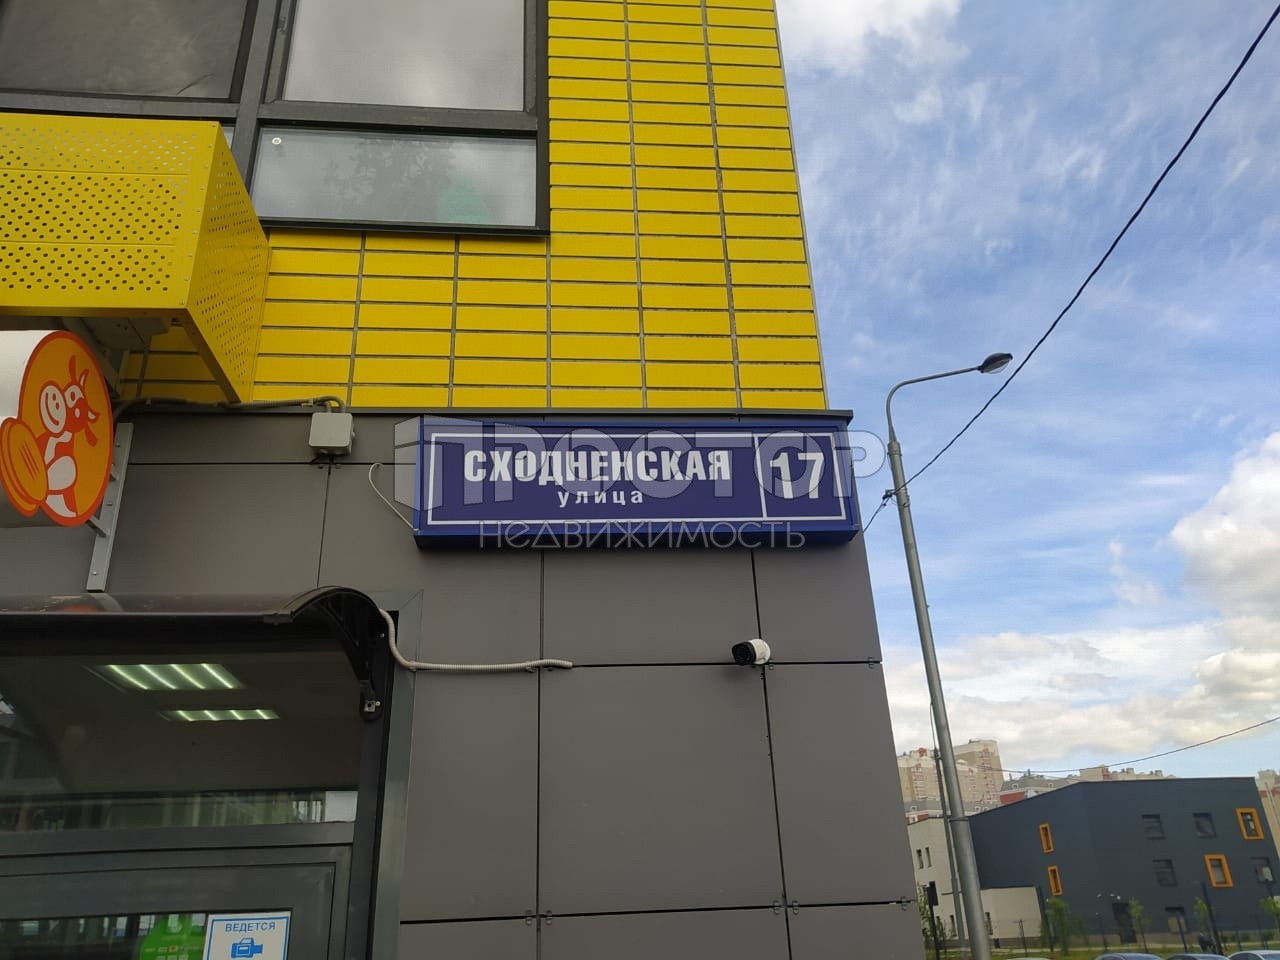 СХОДНЕНСКАЯ 17
улица
ПРОСТОР
НЕДВИЖИМОСТЬ
ВЕДЕТСЯ